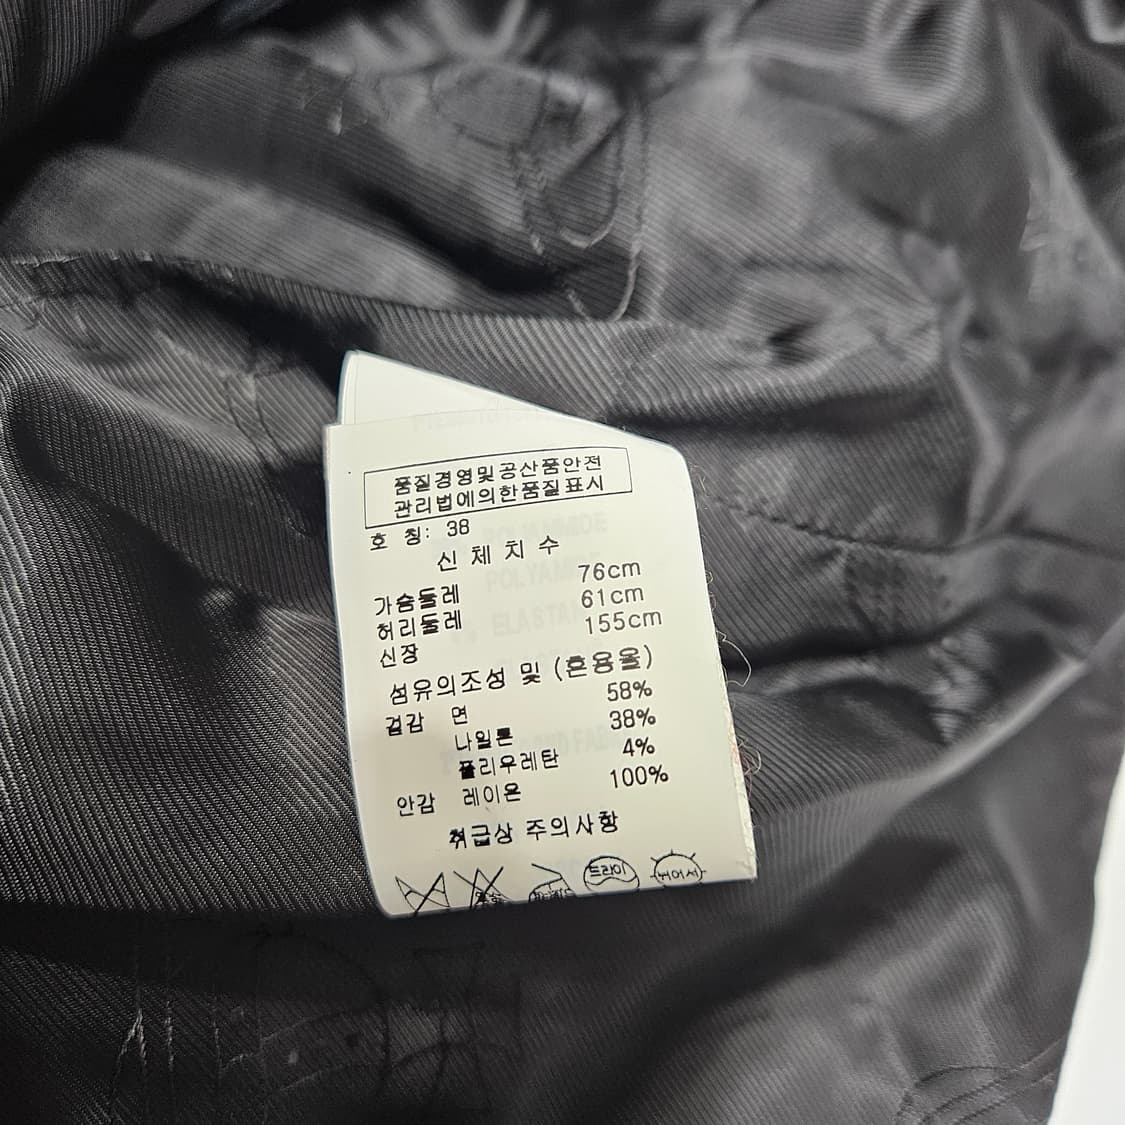 품질경영및공산품안전
관리법에의한품질표시
호 칭: 38
신 체 치 수
가슴둘레 76cm
허리둘레 61cm
신장 155cm
섬유의조성 및 (혼용율)
겉감 면 58%
나일론 38%
폴리우레탄 4%
안감 레이온 100%
취급상 주의사항
드라이 뉘어서